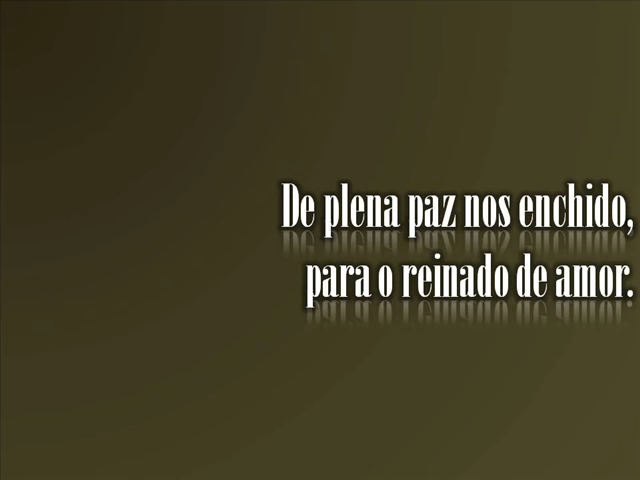 De plena paz nos enchido,
para o reinado de amor.